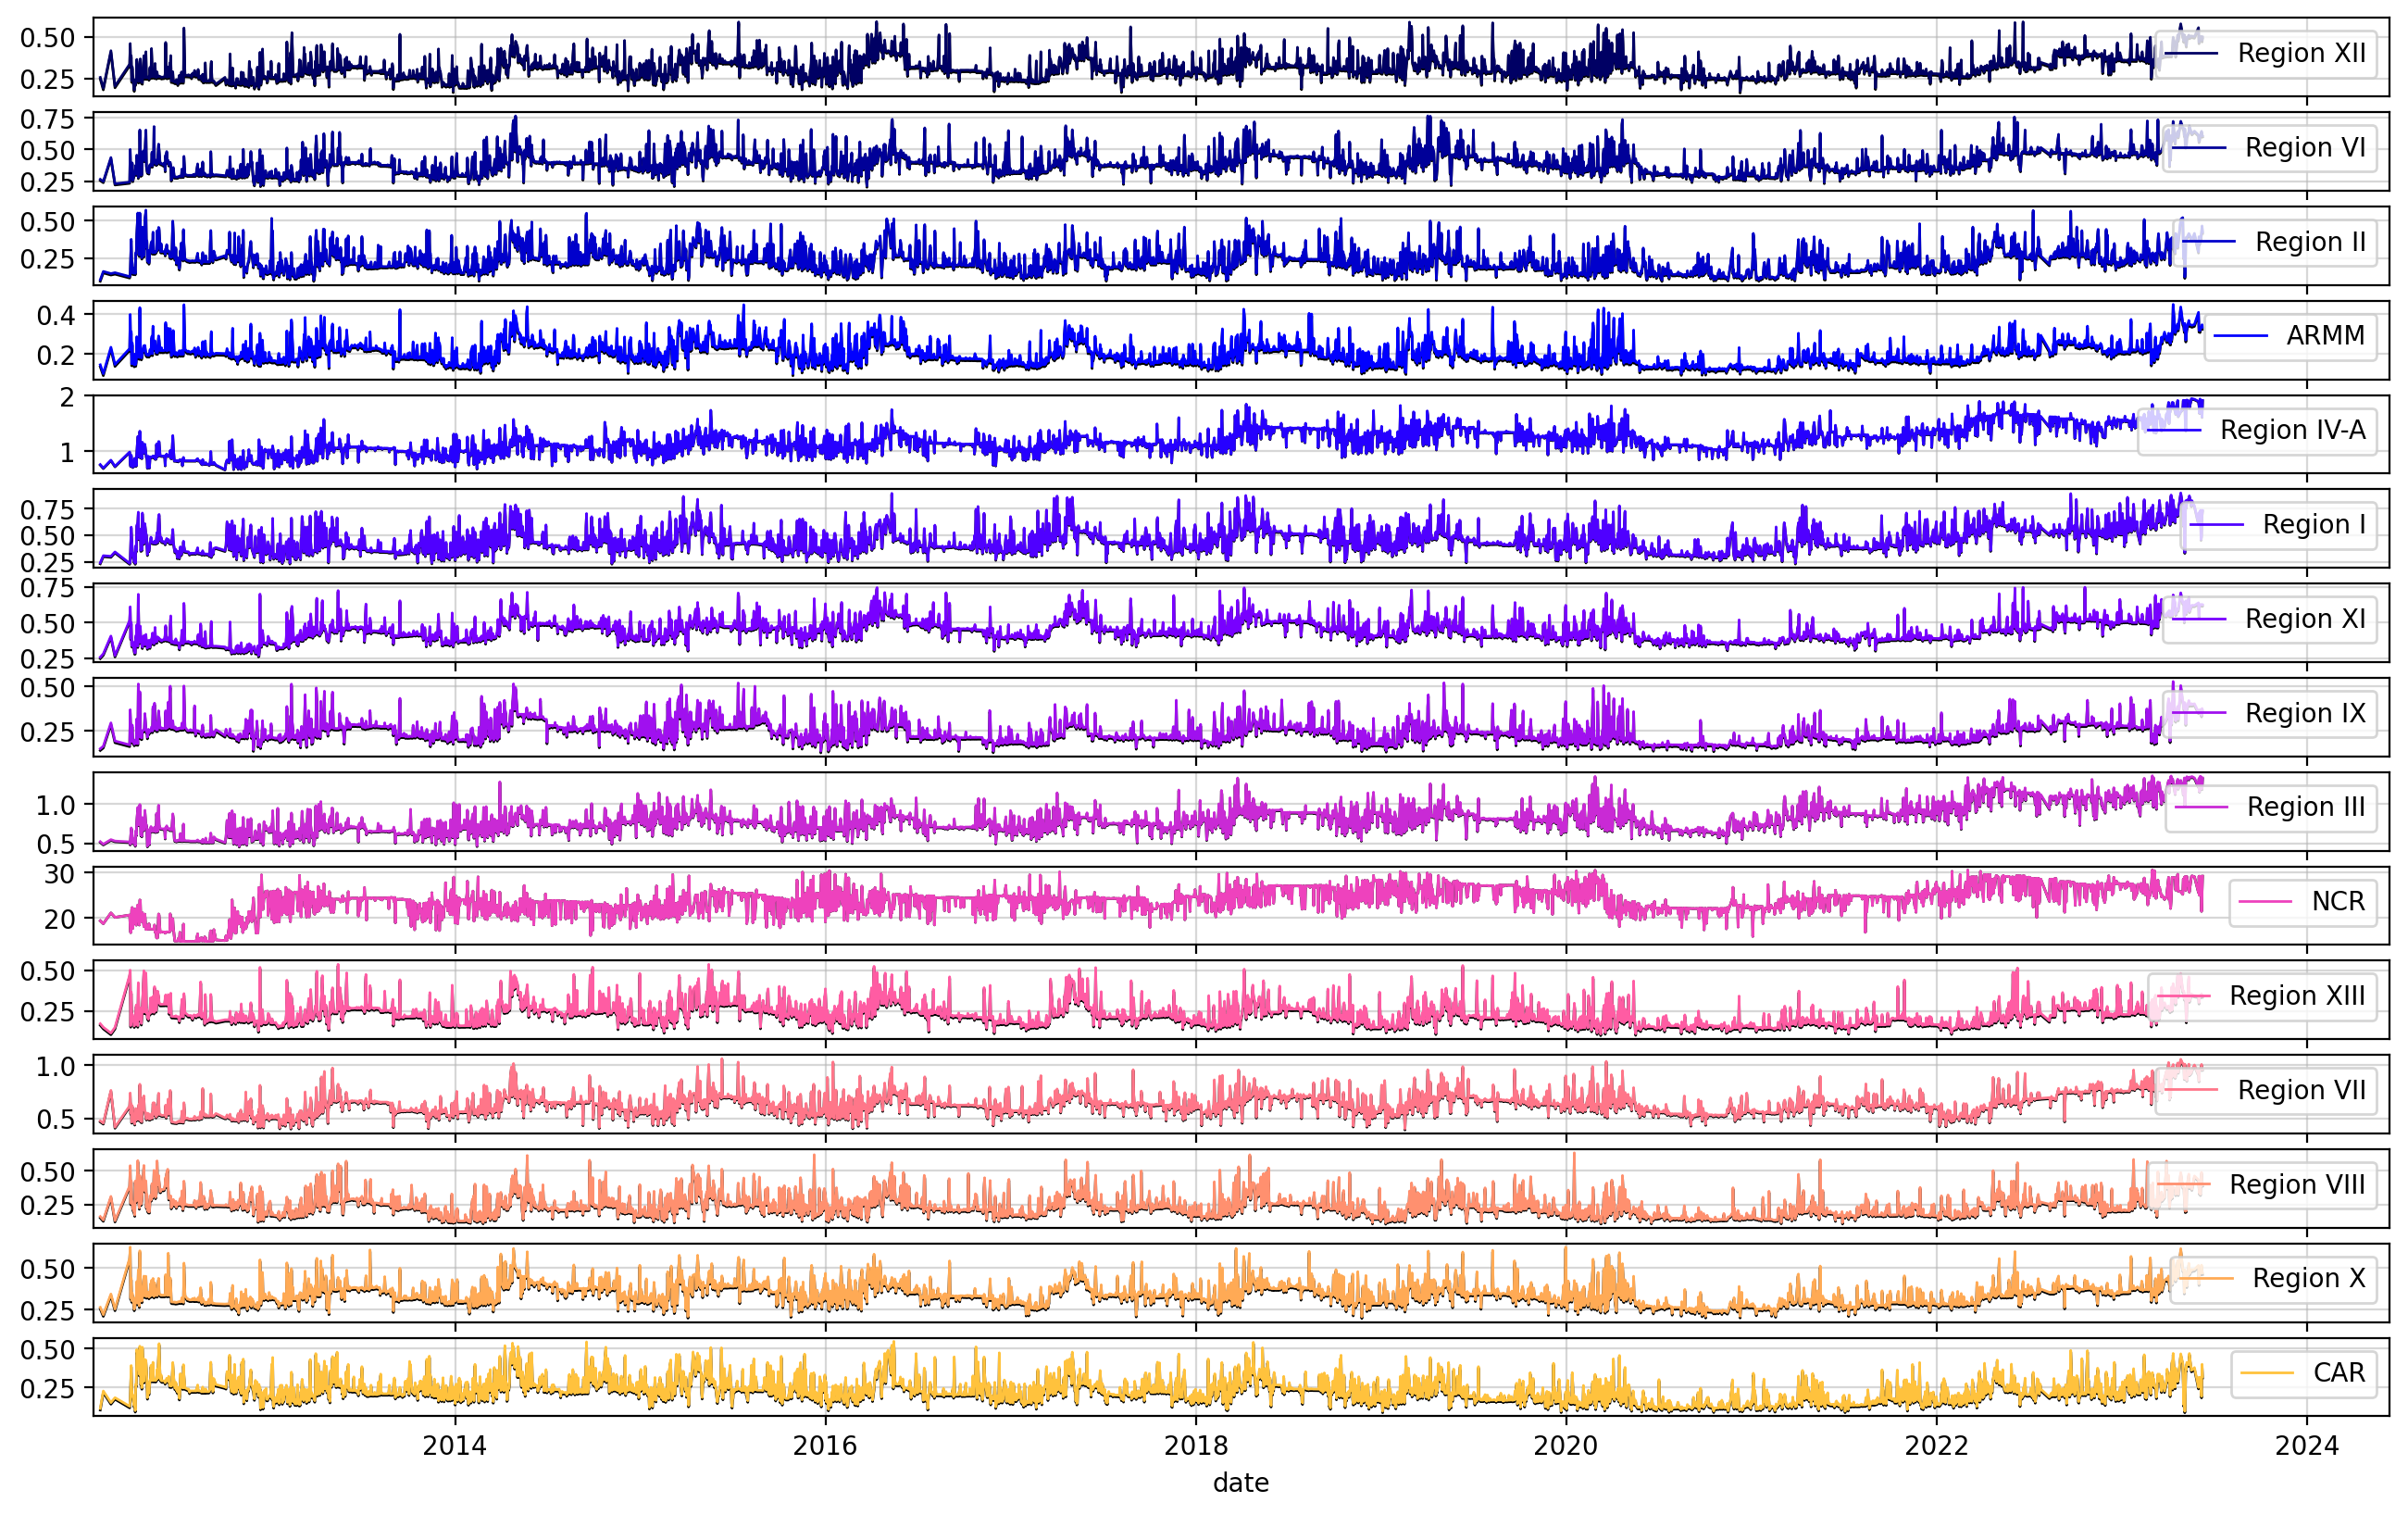 0.50
0.25
Region XII
0.75
0.50
0.25
Region VI
0.50
0.25
Region II
0.4
0.2
ARMM
2
1
Region IV-A
0.75
0.50
0.25
Region I
0.75
0.50
0.25
Region XI
0.50
0.25
Region IX
1.0
0.5
Region III
30
20
NCR
0.50
0.25
Region XIII
1.0
0.5
Region VII
0.50
0.25
Region VIII
0.50
0.25
Region X
0.50
0.25
CAR
2014 2016 2018 2020 2022 2024
date